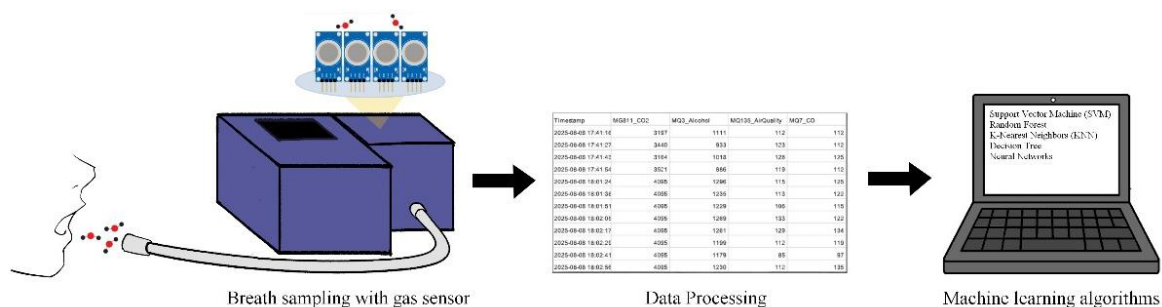 Timestamp MG811_CO2 MQ3_Alcohol MQ135_AirQuality MQ7_CO
2025-08-08 17:41:16 3197 1111 112 112
2025-08-08 17:41:27 3440 933 123 112
2025-08-08 17:41:43 3164 1018 128 125
2025-08-08 17:41:54 3521 886 119 112
2025-08-08 18:01:24 4095 1296 115 125
2025-08-08 18:01:38 4095 1235 113 122
2025-08-08 18:01:51 4095 1229 106 115
2025-08-08 18:02:05 4095 1269 133 122
2025-08-08 18:02:17 4095 1261 129 134
2025-08-08 18:02:29 4095 1199 112 119
2025-08-08 18:02:41 4095 1179 85 97
2025-08-08 18:02:56 4095 1230 112 138
Support Vector Machine (SVM)
Random Forest
K-Nearest Neighbors (KNN)
Decision Tree
Neural Networks
Breath sampling with gas sensor
Data Processing
Machine learning algorithms